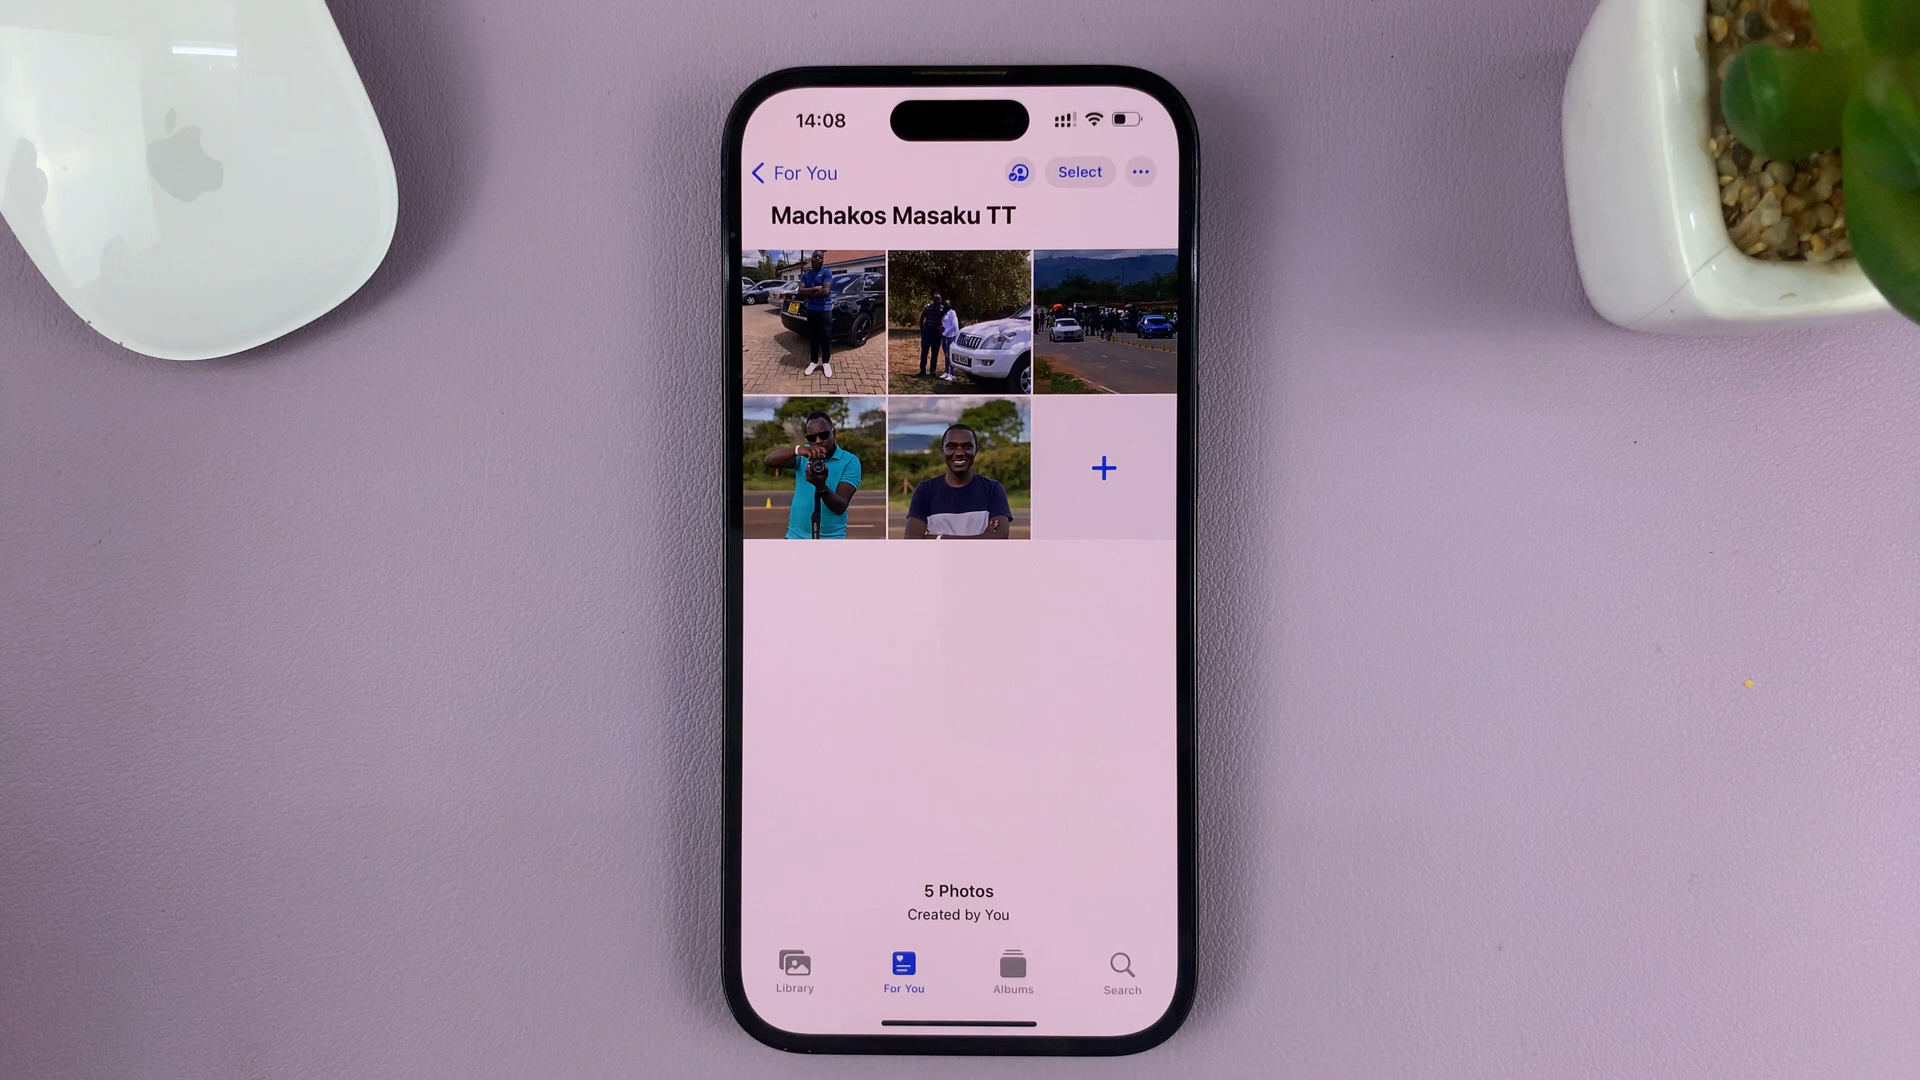 14:08
For You
Select
Machakos Masaku TT
5 Photos
Created by You
Library
For You
Albums
Search